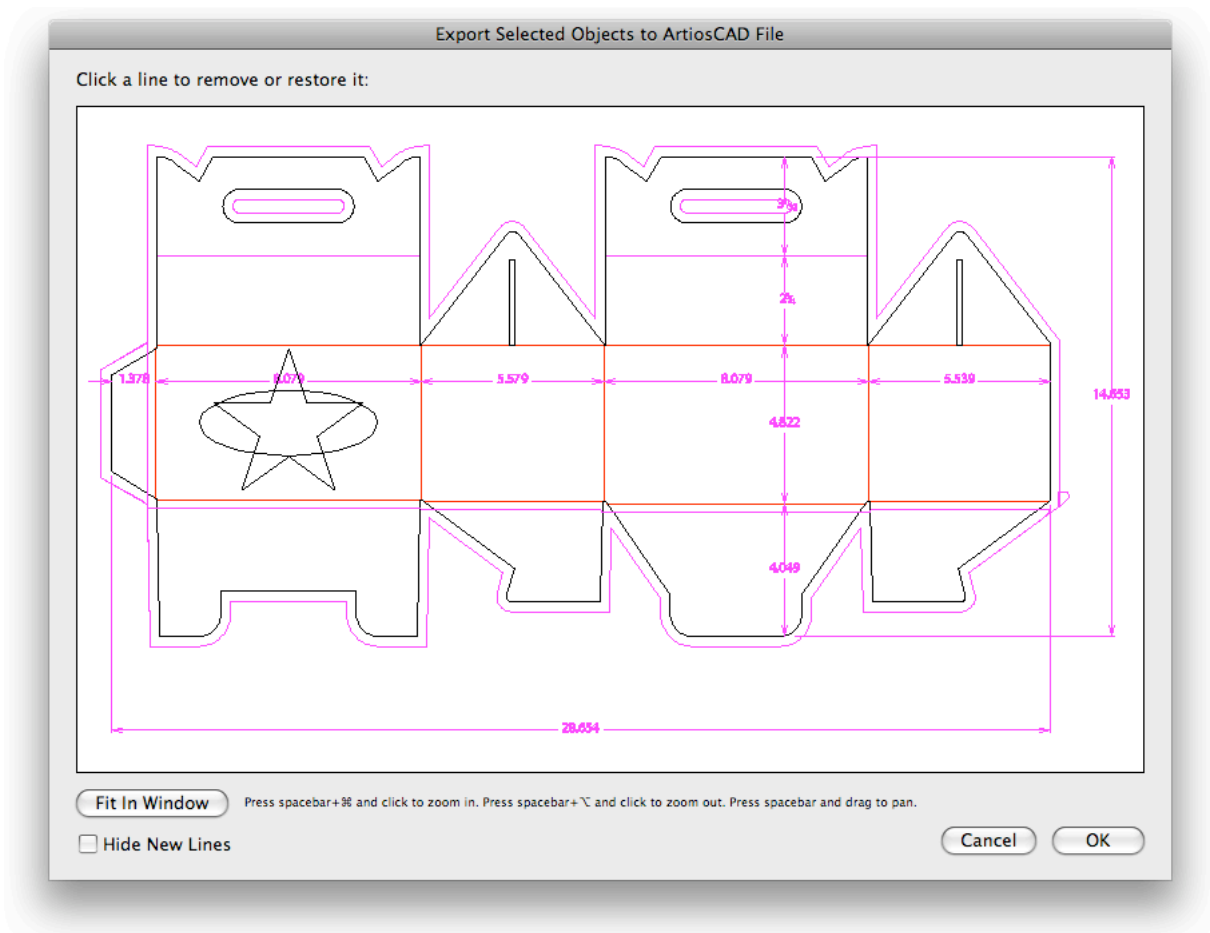 Export Selected Objects to ArtiosCAD File
Click a line to remove or restore it:
1.378
8.079
5.579
8.079
5.539
14.653
4.822
4.049
28.654
Fit In Window
Press spacebar+⌘ and click to zoom in. Press spacebar+⌥ and click to zoom out. Press spacebar and drag to pan.
Hide New Lines
Cancel
OK